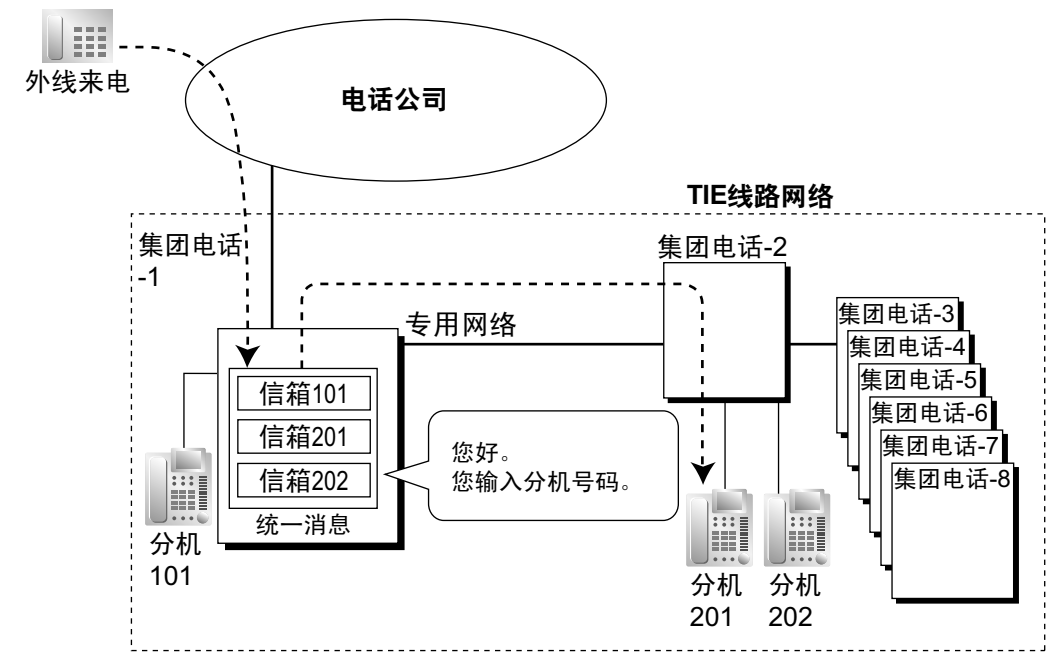 外线来电
电话公司
TIE线路网络
集团电话
-1
集团电话-2
专用网络
集团电话-3
集团电话-4
集团电话-5
集团电话-6
集团电话-7
集团电话-8
信箱101
信箱201
信箱202
统一消息
您好。
您输入分机号码。
分机
101
分机
201
分机
202